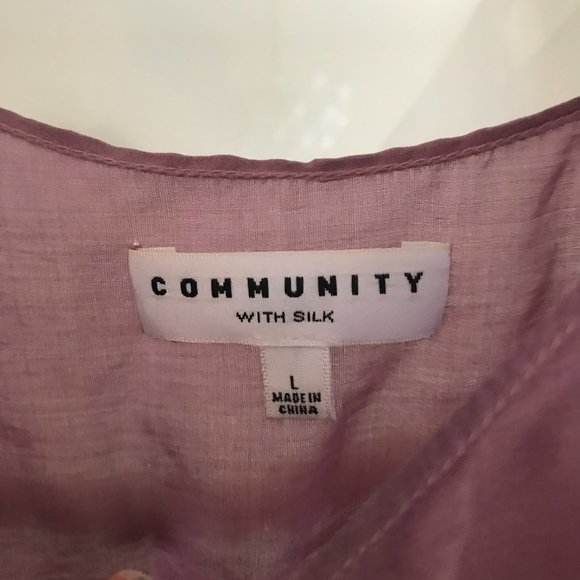 COMMUNITY
WITH SILK
L
MADE IN
CHINA